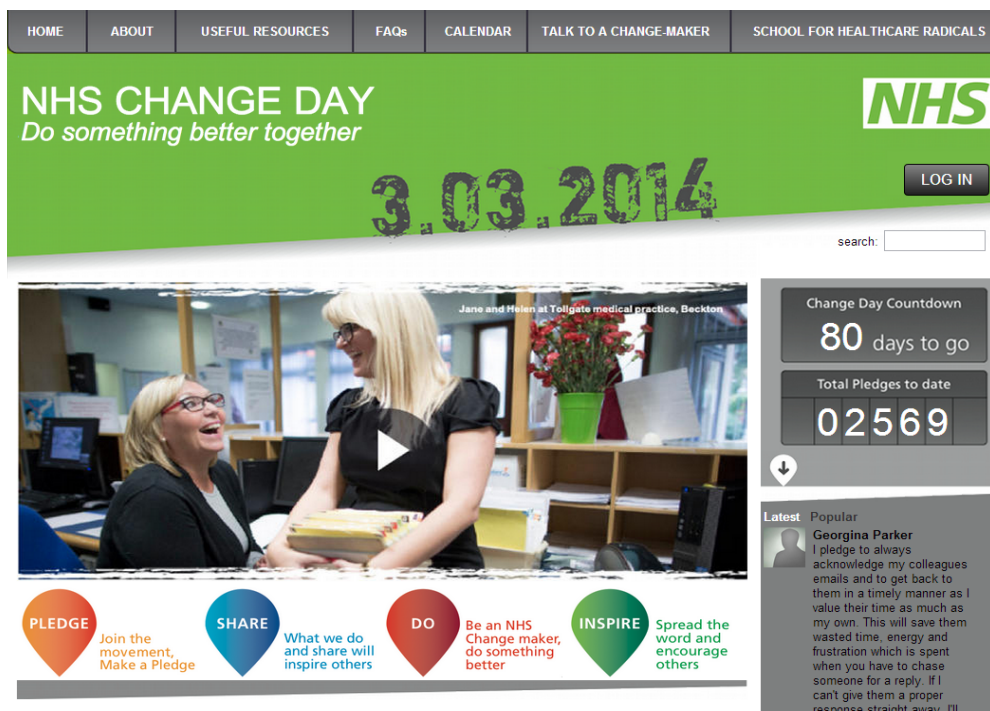 HOME
ABOUT
USEFUL RESOURCES
FAQs
CALENDAR
TALK TO A CHANGE-MAKER
SCHOOL FOR HEALTHCARE RADICALS
NHS CHANGE DAY
Do something better together
NHS
3.03.2014
LOG IN
search:
Jane and Helen at Tollgate medical practice, Beckton
Change Day Countdown
80 days to go
Total Pledges to date
02569
Latest Popular
Georgina Parker
I pledge to always
acknowledge my colleagues
emails and to get back to
them in a timely manner as I
value their time as much as
my own. This will save them
wasted time, energy and
frustration which is spent
when you have to chase
someone for a reply. If I
can't give them a proper
response straight away, I'll
PLEDGE
Join the
movement,
Make a Pledge
SHARE
What we do
and share will
inspire others
DO
Be an NHS
Change maker,
do something
better
INSPIRE
Spread the
word and
encourage
others